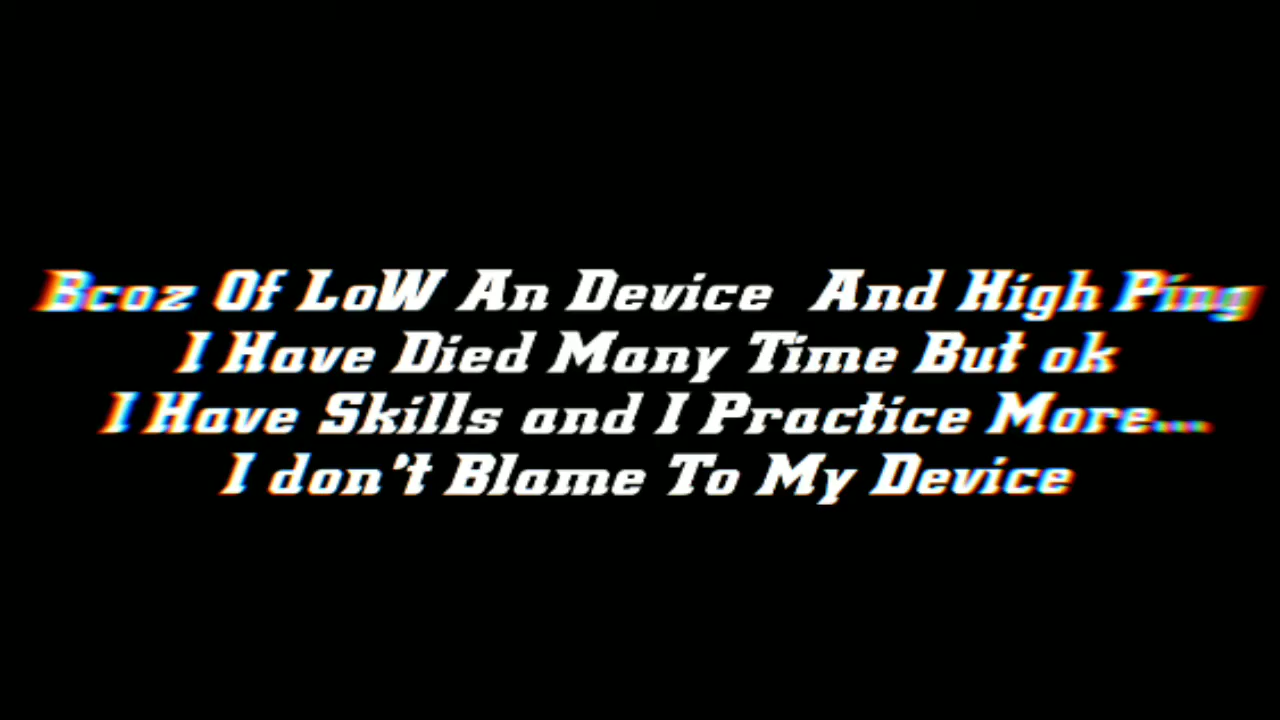 Bcoz Of LoW An Device And High Ping
I Have Died Many Time But ok
I Have Skills and I Practice More...
I don't Blame To My Device